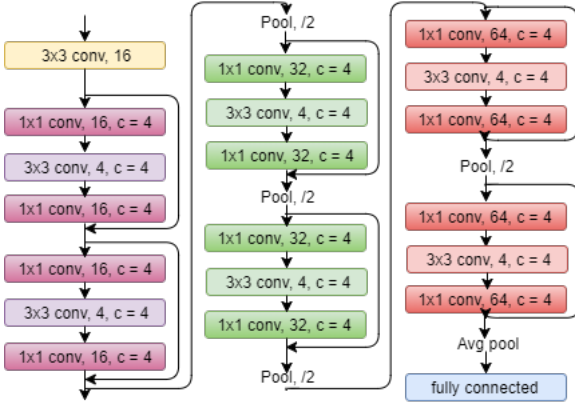 3x3 conv, 16
1x1 conv, 16, c = 4
3x3 conv, 4, c = 4
1x1 conv, 16, c = 4
1x1 conv, 16, c = 4
3x3 conv, 4, c = 4
1x1 conv, 16, c = 4
Pool, /2
1x1 conv, 32, c = 4
3x3 conv, 4, c = 4
1x1 conv, 32, c = 4
Pool, /2
1x1 conv, 32, c = 4
3x3 conv, 4, c = 4
1x1 conv, 32, c = 4
Pool, /2
1x1 conv, 64, c = 4
3x3 conv, 4, c = 4
1x1 conv, 64, c = 4
Pool, /2
1x1 conv, 64, c = 4
3x3 conv, 4, c = 4
1x1 conv, 64, c = 4
Avg pool
fully connected